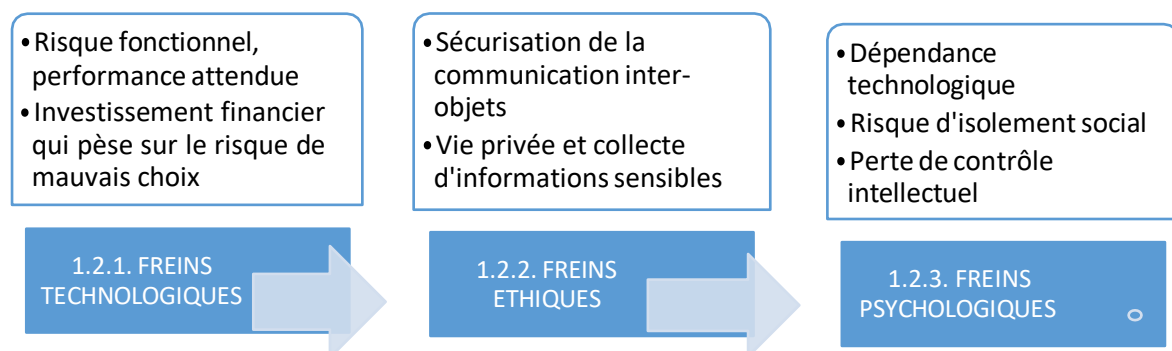 •Risque fonctionnel,
performance attendue
•Investissement financier
qui pèse sur le risque de
mauvais choix
1.2.1. FREINS
TECHNOLOGIQUES
•Sécurisation de la
communication inter-
objets
•Vie privée et collecte
d'informations sensibles
1.2.2. FREINS
ETHIQUES
•Dépendance
technologique
•Risque d'isolement social
•Perte de contrôle
intellectuel
1.2.3. FREINS
PSYCHOLOGIQUES